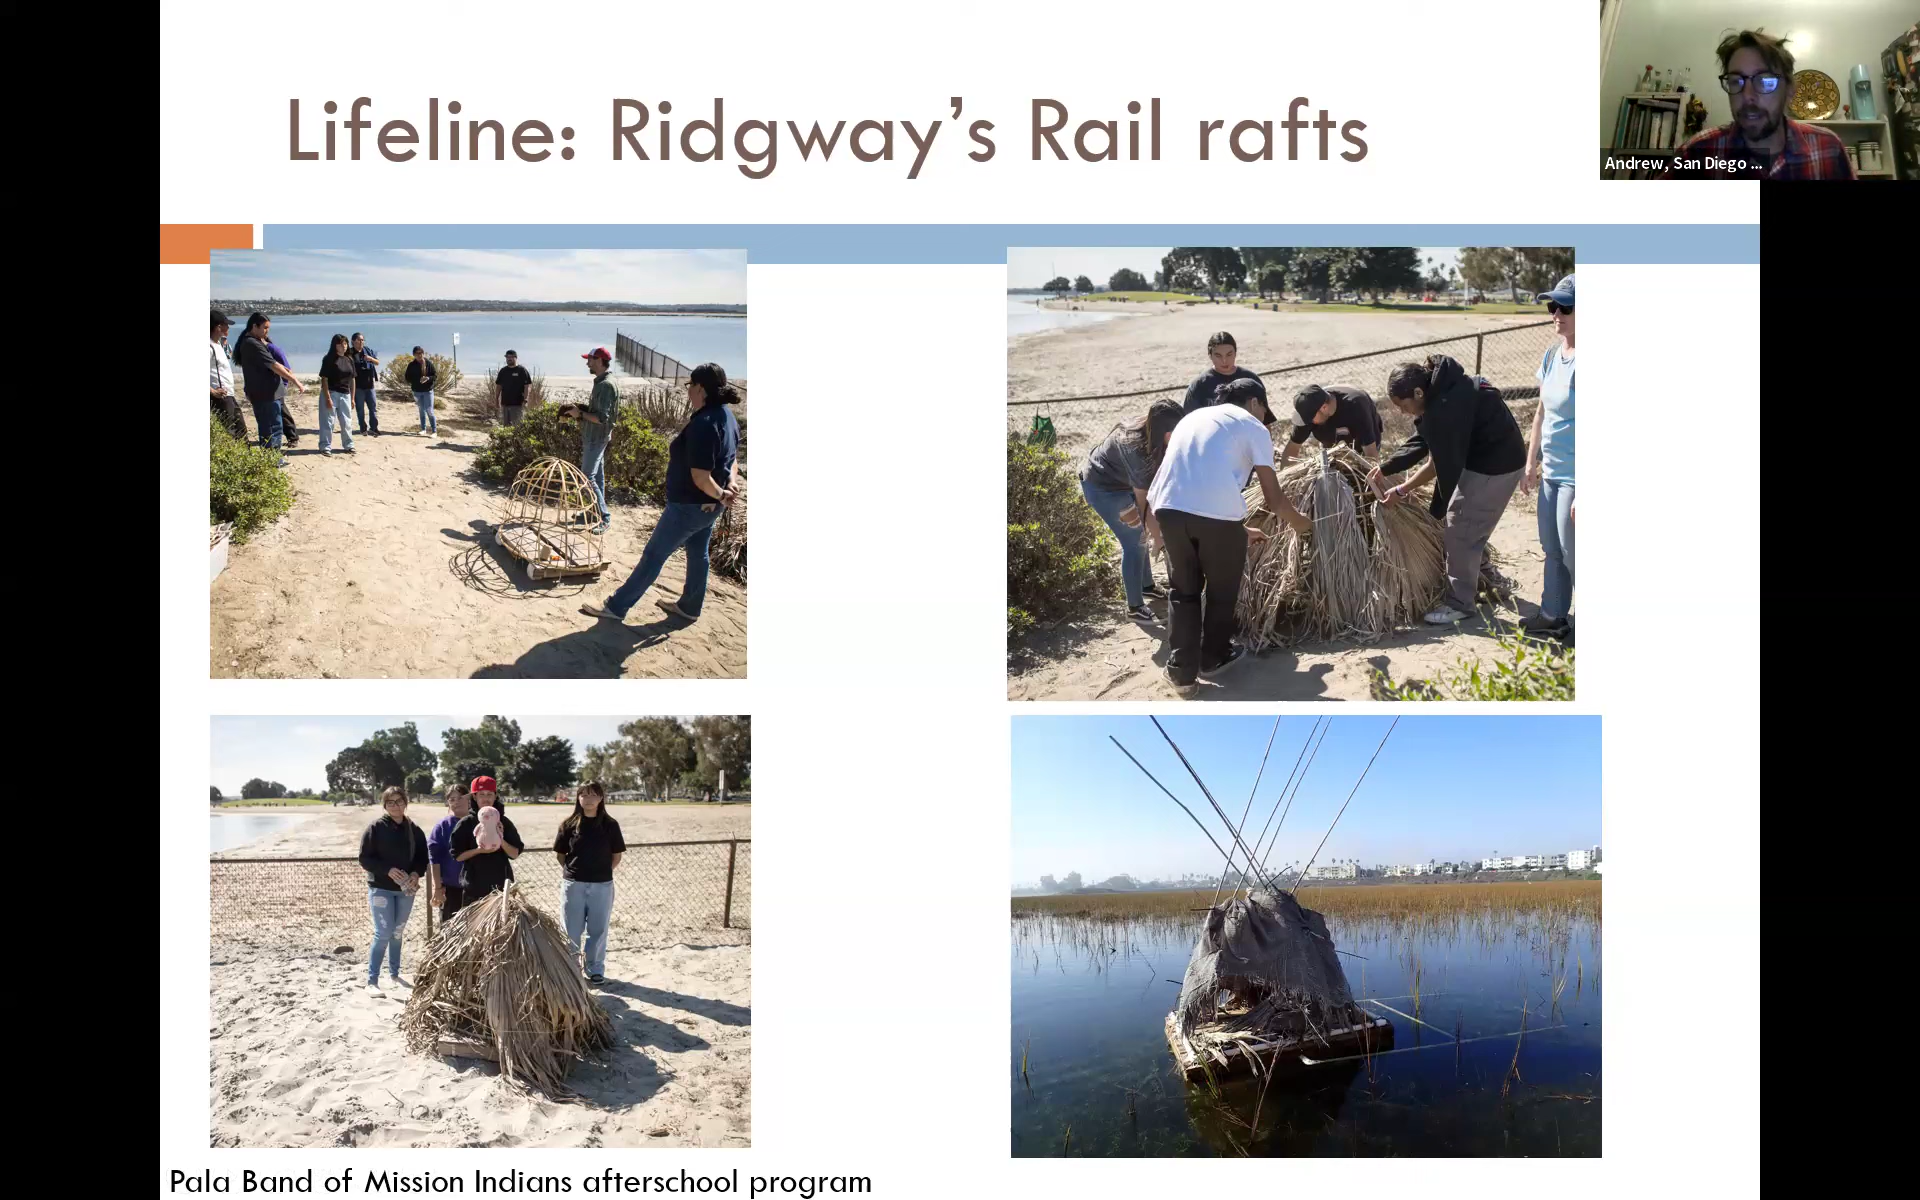 Lifeline: Ridgway’s Rail rafts
Andrew, San Diego ...
Pala Band of Mission Indians afterschool program